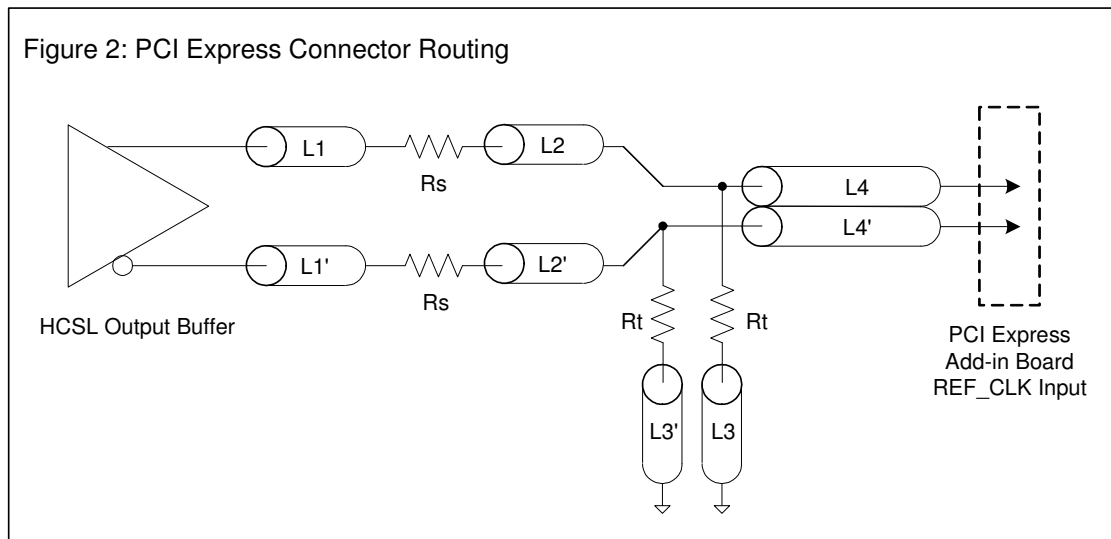 Figure 2: PCI Express Connector Routing
L1
Rs
L2
L4
L4'
L1'
Rs
L2'
HCSL Output Buffer
Rt
Rt
L3'
L3
PCI Express
Add-in Board
REF_CLK Input